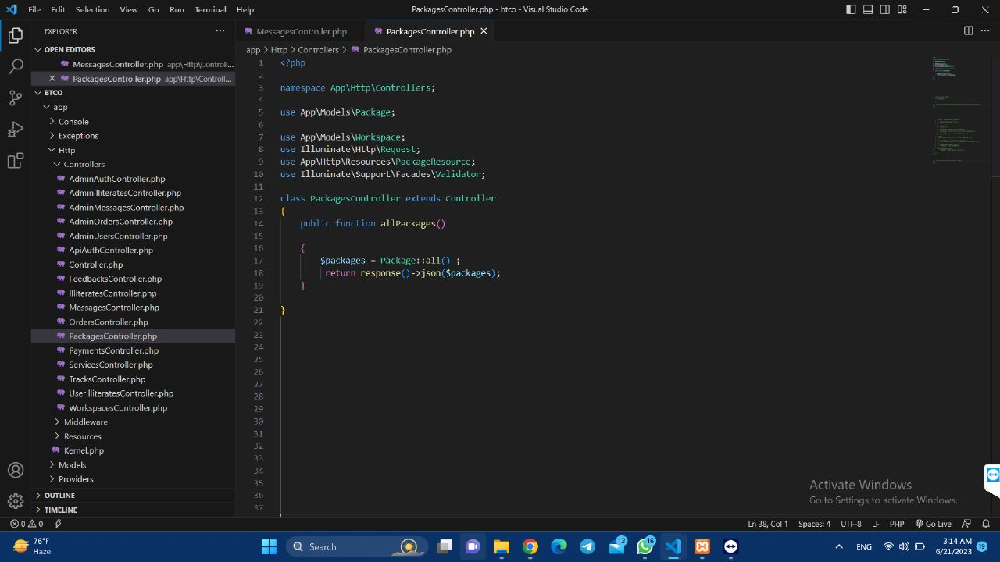 File Edit Selection View Go Run Terminal Help
PackagesController.php - btco - Visual Studio Code
EXPLORER
OPEN EDITORS
MessagesController.php app\Http\Controll...
PackagesController.php app\Http\Controll...
BTCO
app
Console
Exceptions
Http
Controllers
AdminAuthController.php
AdminIlliteratesController.php
AdminMessagesController.php
AdminOrdersController.php
AdminUsersController.php
ApiAuthController.php
Controller.php
FeedbacksController.php
IlliteratesController.php
MessagesController.php
OrdersController.php
PackagesController.php
PaymentsController.php
ServicesController.php
TracksController.php
UserIlliteratesController.php
WorkspacesController.php
Middleware
Resources
Kernel.php
Models
Providers
OUTLINE
TIMELINE
MessagesController.php PackagesController.php
app > Http > Controllers > PackagesController.php
1 <?php
2
3 namespace App\Http\Controllers;
4
5 use App\Models\Package;
6
7 use App\Models\Workspace;
8 use Illuminate\Http\Request;
9 use App\Http\Resources\PackageResource;
10 use Illuminate\Support\Facades\Validator;
11
12 class PackagesController extends Controller
13 {
14 public function allPackages()
15
16 {
17 $packages = Package::all() ;
18 return response()->json($packages);
19 }
20
21 }
22
23
24
25
26
27
28
29
30
31
32
33
34
35
36
37
Activate Windows
Go to Settings to activate Windows.
0 0
Ln 38, Col 1 Spaces: 4 UTF-8 LF PHP Go Live
76°F
Haze
Search
12
16
ENG
3:14 AM
6/21/2023
19